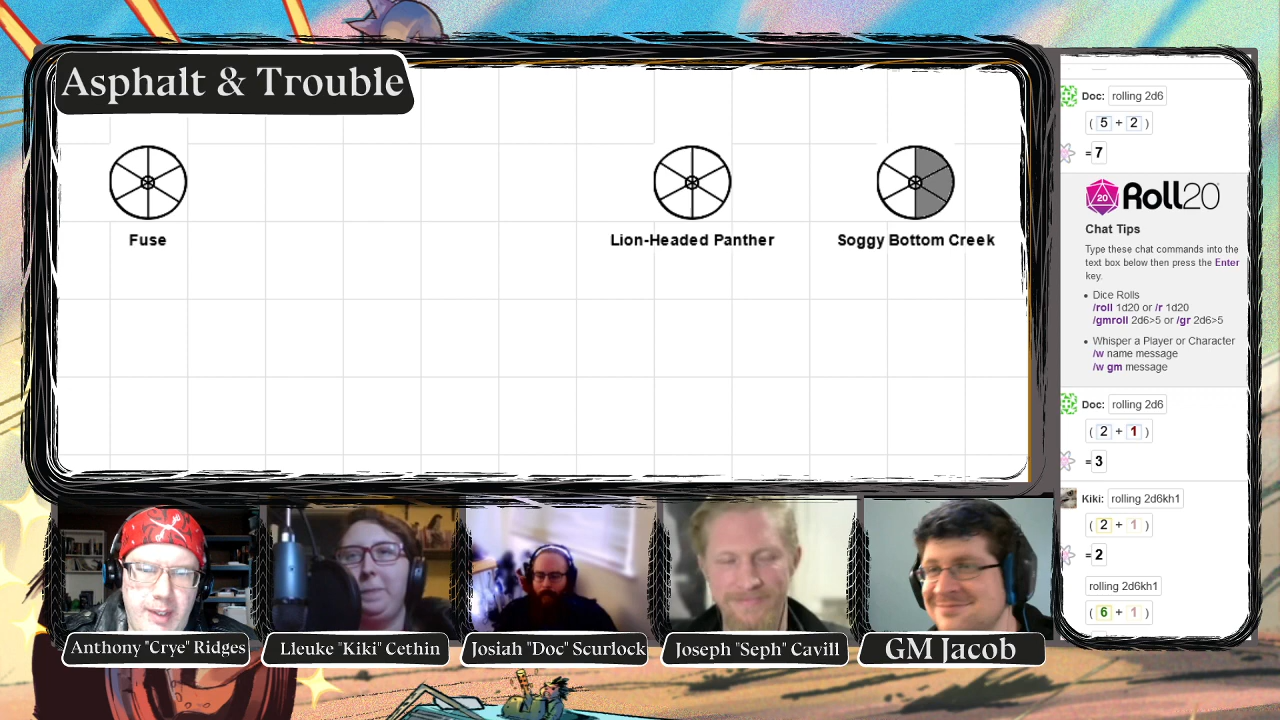 Asphalt & Trouble
Fuse
Lion-Headed Panther
Soggy Bottom Creek
Doc: rolling 2d6
( 5 + 2 )
= 7
20 Roll20
Chat Tips
Type these chat commands into the
text box below then press the Enter
key.
• Dice Rolls
/roll 1d20 or /r 1d20
/gmroll 2d6>5 or /gr 2d6>5
• Whisper a Player or Character
/w name message
/w gm message
Doc: rolling 2d6
( 2 + 1 )
= 3
Kiki: rolling 2d6kh1
( 2 + 1 )
= 2
rolling 2d6kh1
( 6 + 1 )
Anthony "Crye" Ridges
Lleuke "Kiki" Cethin
Josiah "Doc" Scurlock
Joseph "Seph" Cavill
GM Jacob